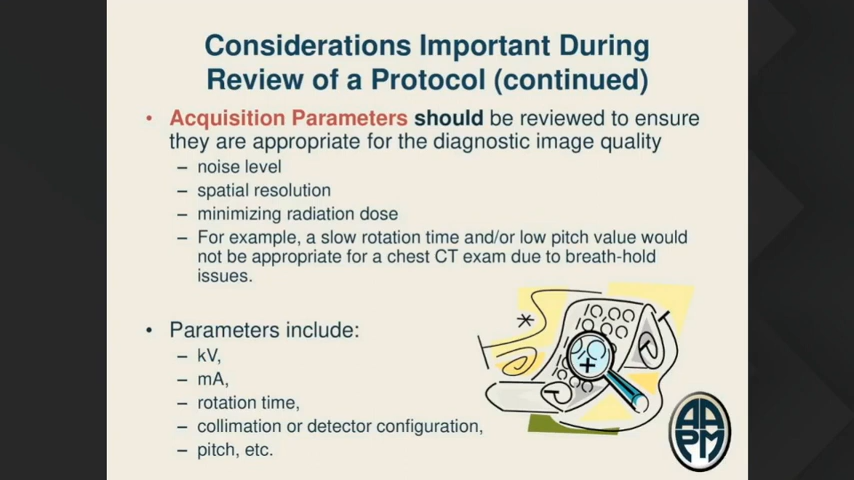 Considerations Important During
Review of a Protocol (continued)
• Acquisition Parameters should be reviewed to ensure
they are appropriate for the diagnostic image quality
– noise level
– spatial resolution
– minimizing radiation dose
– For example, a slow rotation time and/or low pitch value would
not be appropriate for a chest CT exam due to breath-hold
issues.
• Parameters include:
– kV,
– mA,
– rotation time,
– collimation or detector configuration,
– pitch, etc.
AAPM